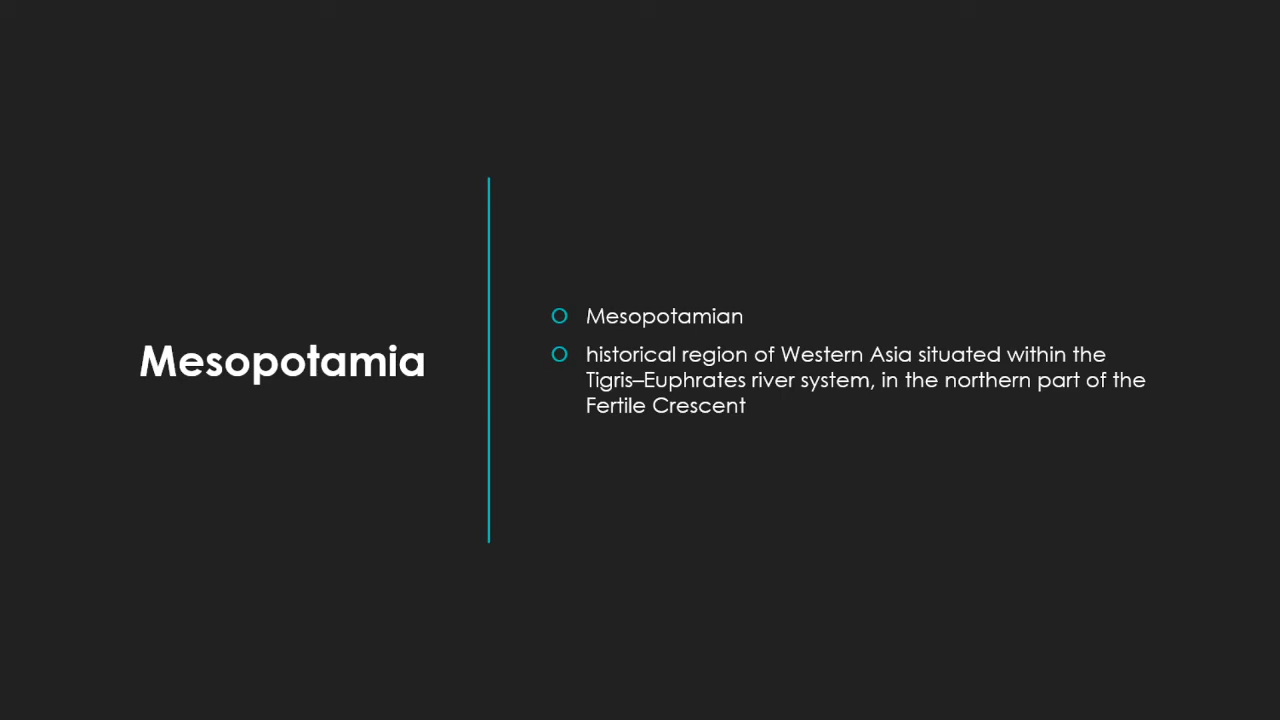 Mesopotamia
Mesopotamian
historical region of Western Asia situated within the
Tigris–Euphrates river system, in the northern part of the
Fertile Crescent